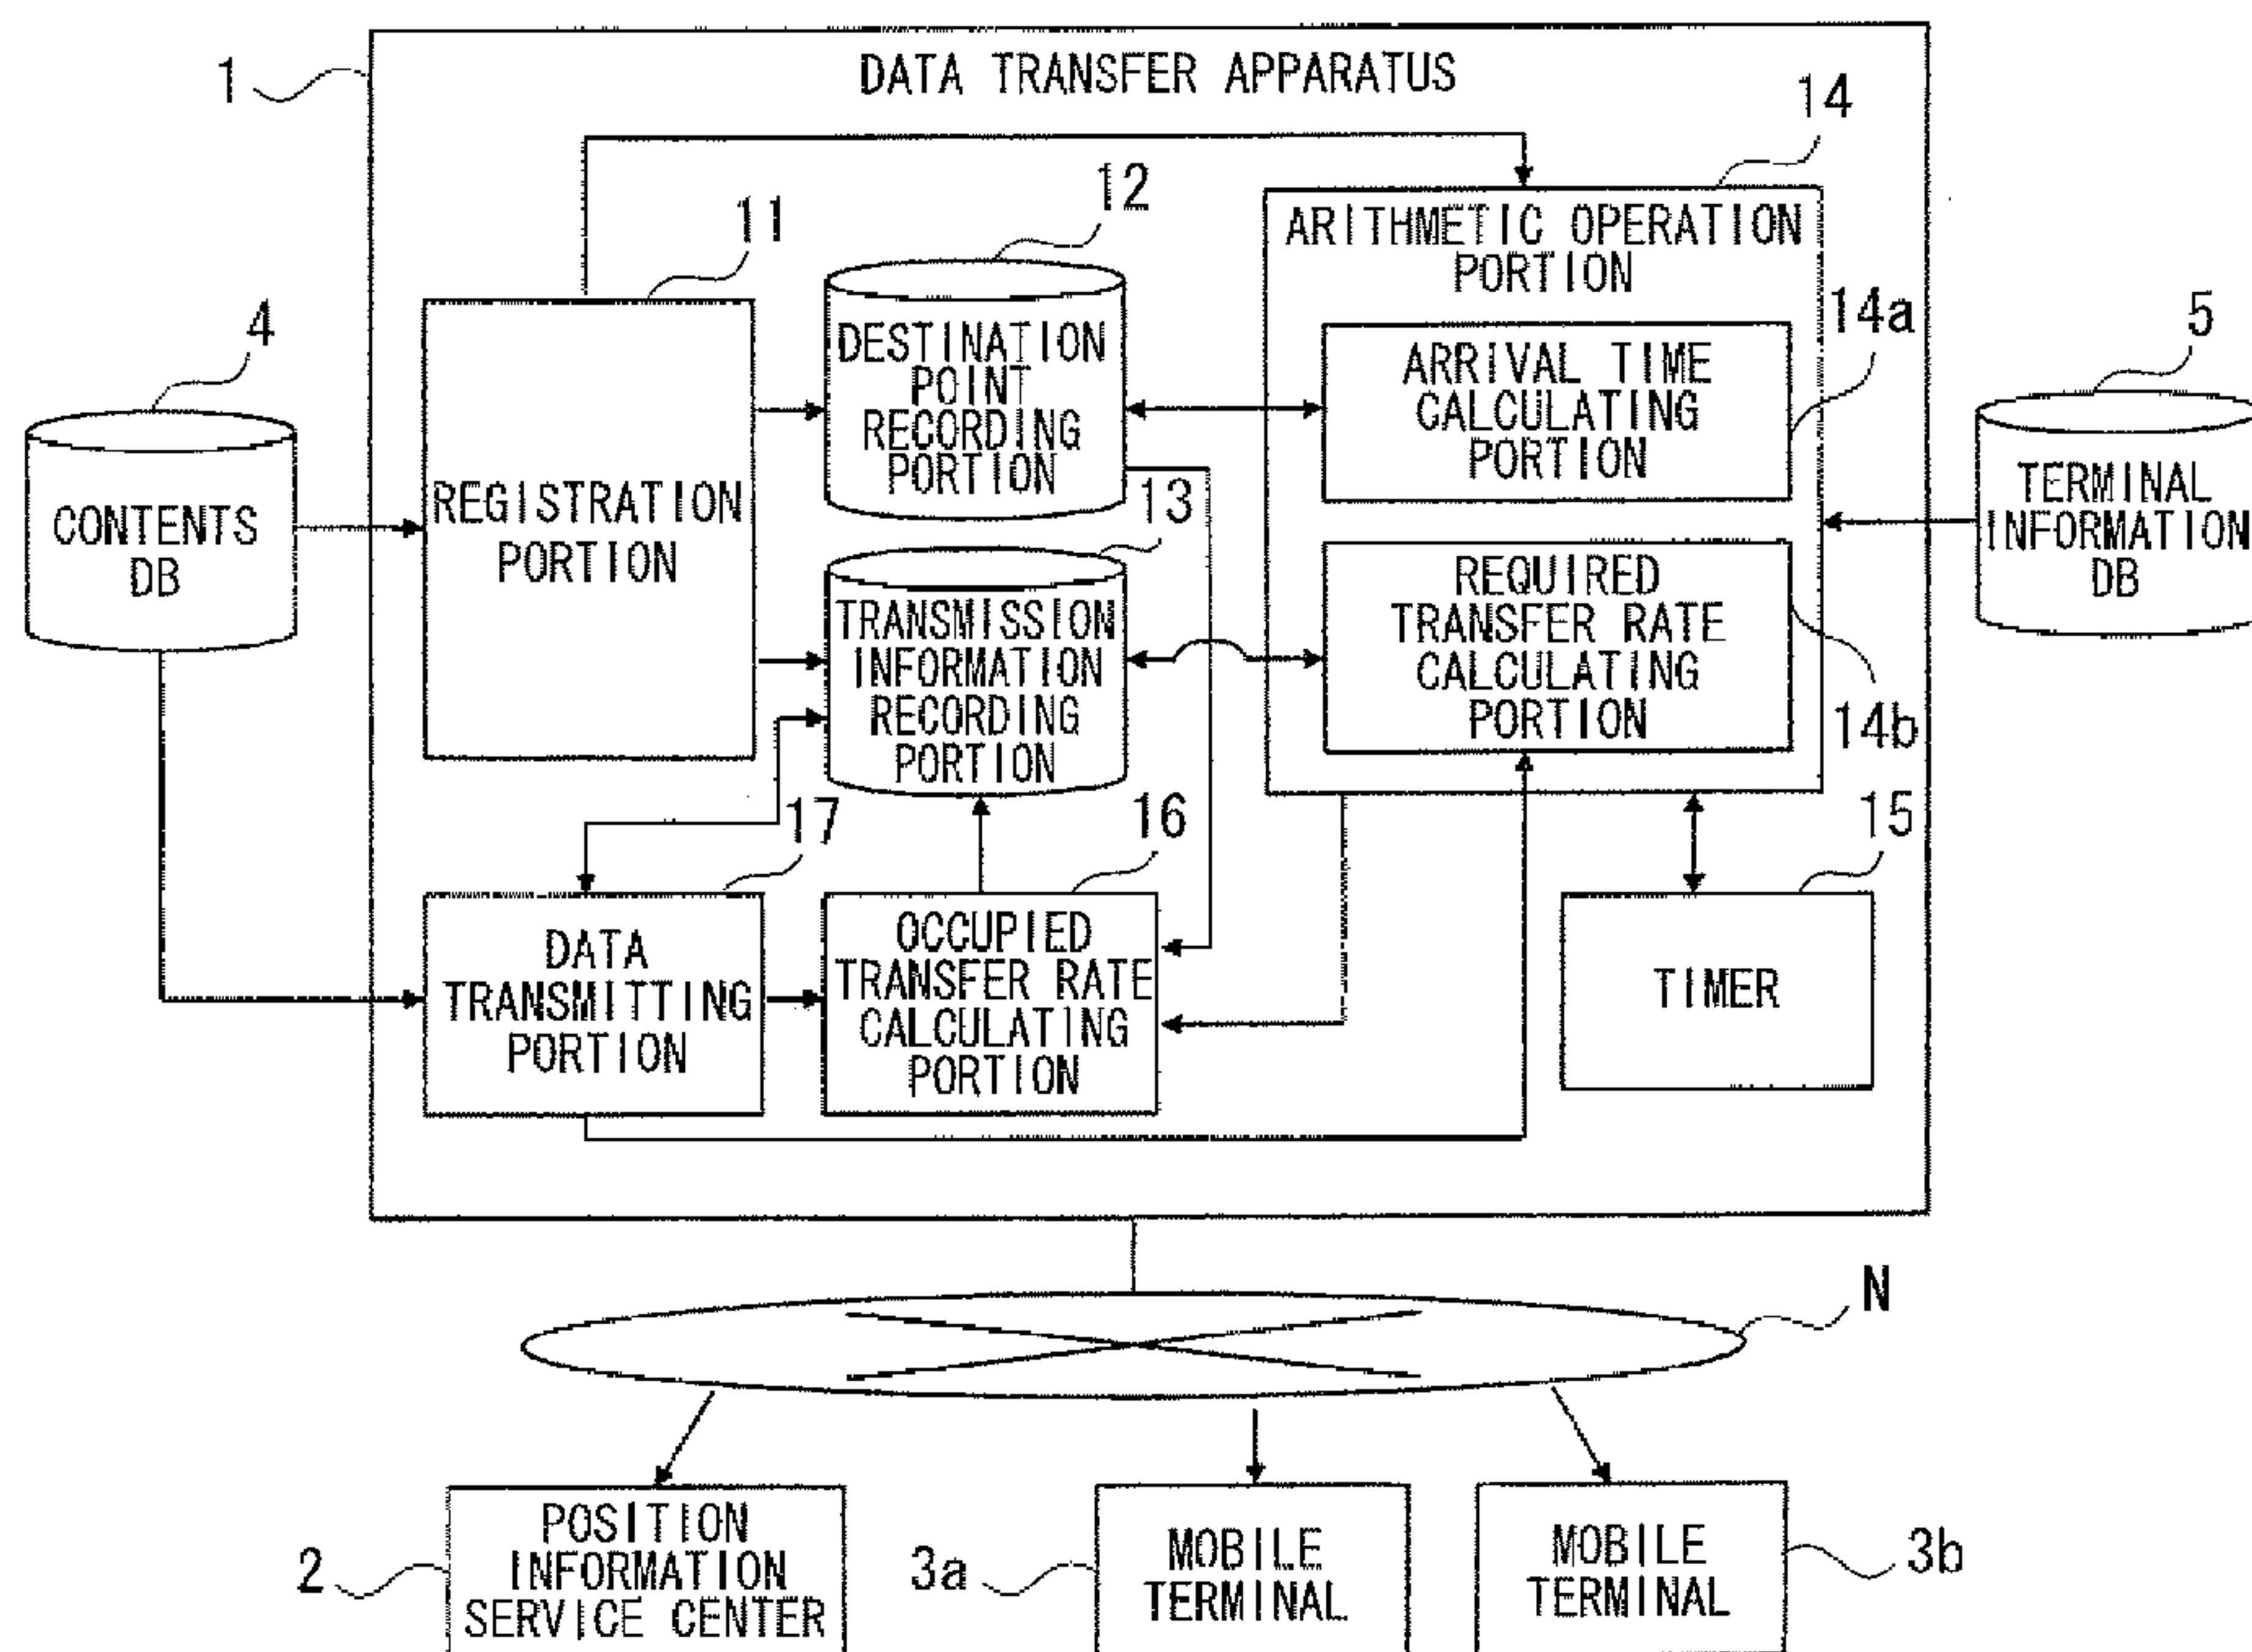 DATA TRANSFER APPARATUS
1
14
12
11
ARITHMETIC OPERATION
PORTION
4
5
14a
DESTINATION
POINT
RECORDING
PORTION
ARRIVAL TIME
CALCULATING
PORTION
13
CONTENTS
DB
REGISTRATION
PORTION
TERMINAL
INFORMATION
DB
TRANSMISSION
INFORMATION
RECORDING
PORTION
REQUIRED
TRANSFER RATE
CALCULATING
PORTION
14b
17
16
15
DATA
TRANSMITTING
PORTION
OCCUPIED
TRANSFER RATE
CALCULATING
PORTION
TIMER
N
2
POSITION
INFORMATION
SERVICE CENTER
3a
MOBILE
TERMINAL
MOBILE
TERMINAL
3b